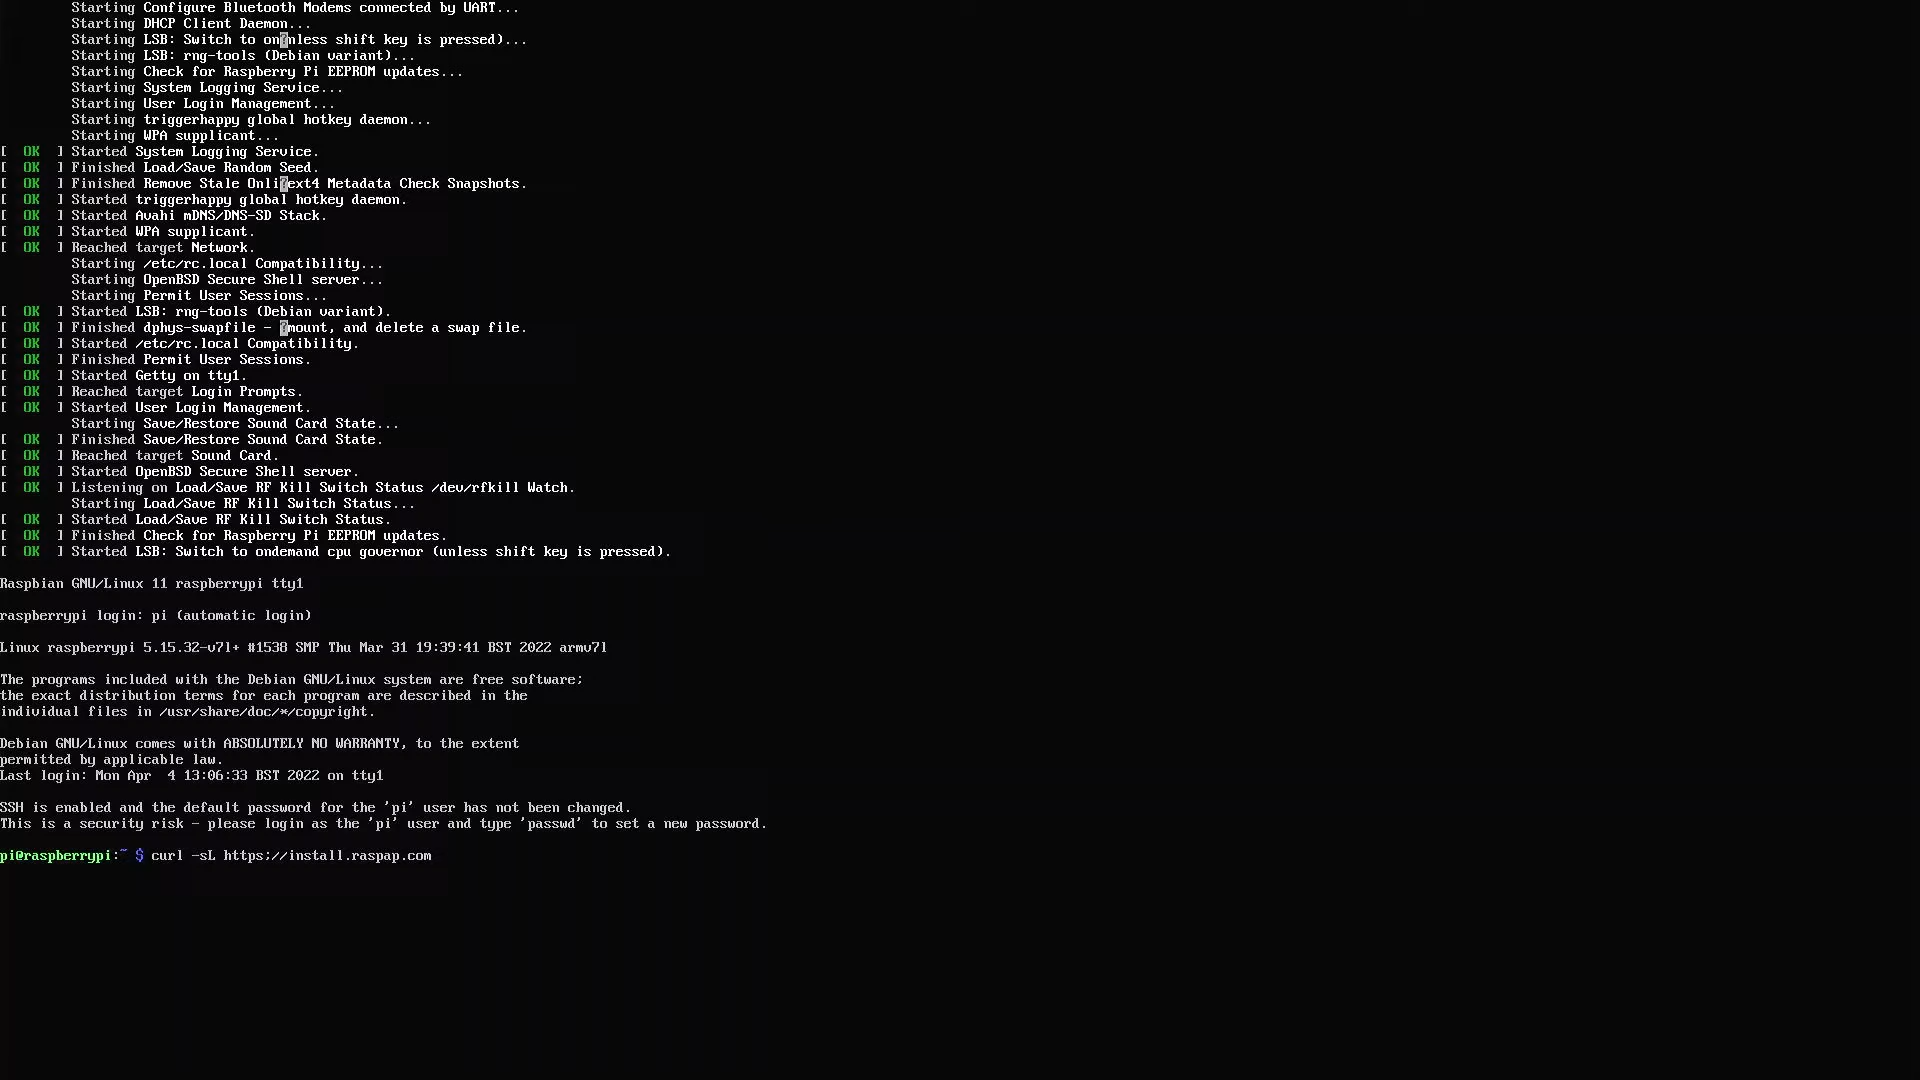 Starting Configure Bluetooth Modems connected by UART...
Starting DHCP Client Daemon...
Starting LSB: Switch to on?nless shift key is pressed)...
Starting LSB: rng-tools (Debian variant)...
Starting Check for Raspberry Pi EEPROM updates...
Starting System Logging Service...
Starting User Login Management...
Starting triggerhappy global hotkey daemon...
Starting WPA supplicant...
[  OK  ] Started System Logging Service.
[  OK  ] Finished Load/Save Random Seed.
[  OK  ] Finished Remove Stale Onli?ext4 Metadata Check Snapshots.
[  OK  ] Started triggerhappy global hotkey daemon.
[  OK  ] Started Avahi mDNS/DNS-SD Stack.
[  OK  ] Started WPA supplicant.
[  OK  ] Reached target Network.
Starting /etc/rc.local Compatibility...
Starting OpenBSD Secure Shell server...
Starting Permit User Sessions...
[  OK  ] Started LSB: rng-tools (Debian variant).
[  OK  ] Finished dphys-swapfile - ?mount, and delete a swap file.
[  OK  ] Started /etc/rc.local Compatibility.
[  OK  ] Finished Permit User Sessions.
[  OK  ] Started Getty on tty1.
[  OK  ] Reached target Login Prompts.
[  OK  ] Started User Login Management.
Starting Save/Restore Sound Card State...
[  OK  ] Finished Save/Restore Sound Card State.
[  OK  ] Reached target Sound Card.
[  OK  ] Started OpenBSD Secure Shell server.
[  OK  ] Listening on Load/Save RF Kill Switch Status /dev/rfkill Watch.
Starting Load/Save RF Kill Switch Status...
[  OK  ] Started Load/Save RF Kill Switch Status.
[  OK  ] Finished Check for Raspberry Pi EEPROM updates.
[  OK  ] Started LSB: Switch to ondemand cpu governor (unless shift key is pressed).
Raspbian GNU/Linux 11 raspberrypi tty1
raspberrypi login: pi (automatic login)
Linux raspberrypi 5.15.32-v7l+ #1538 SMP Thu Mar 31 19:39:41 BST 2022 armv7l
The programs included with the Debian GNU/Linux system are free software;
the exact distribution terms for each program are described in the
individual files in /usr/share/doc/*/copyright.
Debian GNU/Linux comes with ABSOLUTELY NO WARRANTY, to the extent
permitted by applicable law.
Last login: Mon Apr  4 13:06:33 BST 2022 on tty1
SSH is enabled and the default password for the 'pi' user has not been changed.
This is a security risk - please login as the 'pi' user and type 'passwd' to set a new password.
pi@raspberrypi:~ $ curl -sL https://install.raspap.com